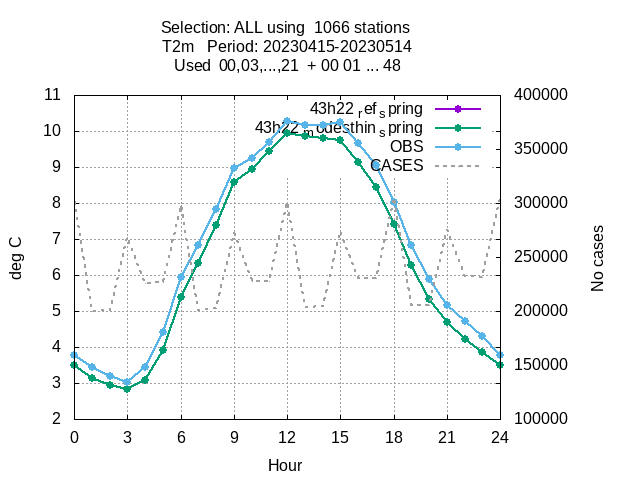 Selection: ALL using  1066 stations
T2m   Period: 20230415-20230514
Used  00,03,...,21  + 00 01 ... 48
43h22_ref_spring
43h22_modesthin_spring
OBS
CASES
11
10
9
8
7
6
5
4
3
2
deg C
400000
350000
300000
250000
200000
150000
100000
No cases
0 3 6 9 12 15 18 21 24
Hour